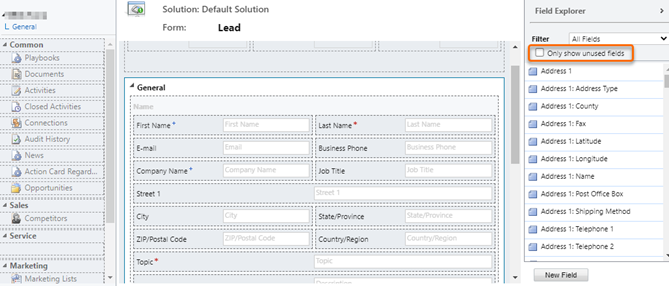 General
Common
Playbooks
Documents
Activities
Closed Activities
Connections
Audit History
News
Action Card Regard...
Opportunities
Sales
Competitors
Service
Marketing
Marketing Lists
Solution: Default Solution
Form: Lead
General
Name
First Name * First Name Last Name * Last Name
E-mail Email Business Phone Business Phone
Company Name * Company Name Job Title Job Title
Street 1 Street 1
City City State/Province State/Province
ZIP/Postal Code ZIP/Postal Code Country/Region Country/Region
Topic * Topic
Description
Field Explorer >
Filter All Fields
Only show unused fields
Address 1
Address 1: Address Type
Address 1: County
Address 1: Fax
Address 1: Latitude
Address 1: Longitude
Address 1: Name
Address 1: Post Office Box
Address 1: Shipping Method
Address 1: Telephone 1
Address 1: Telephone 2
New Field